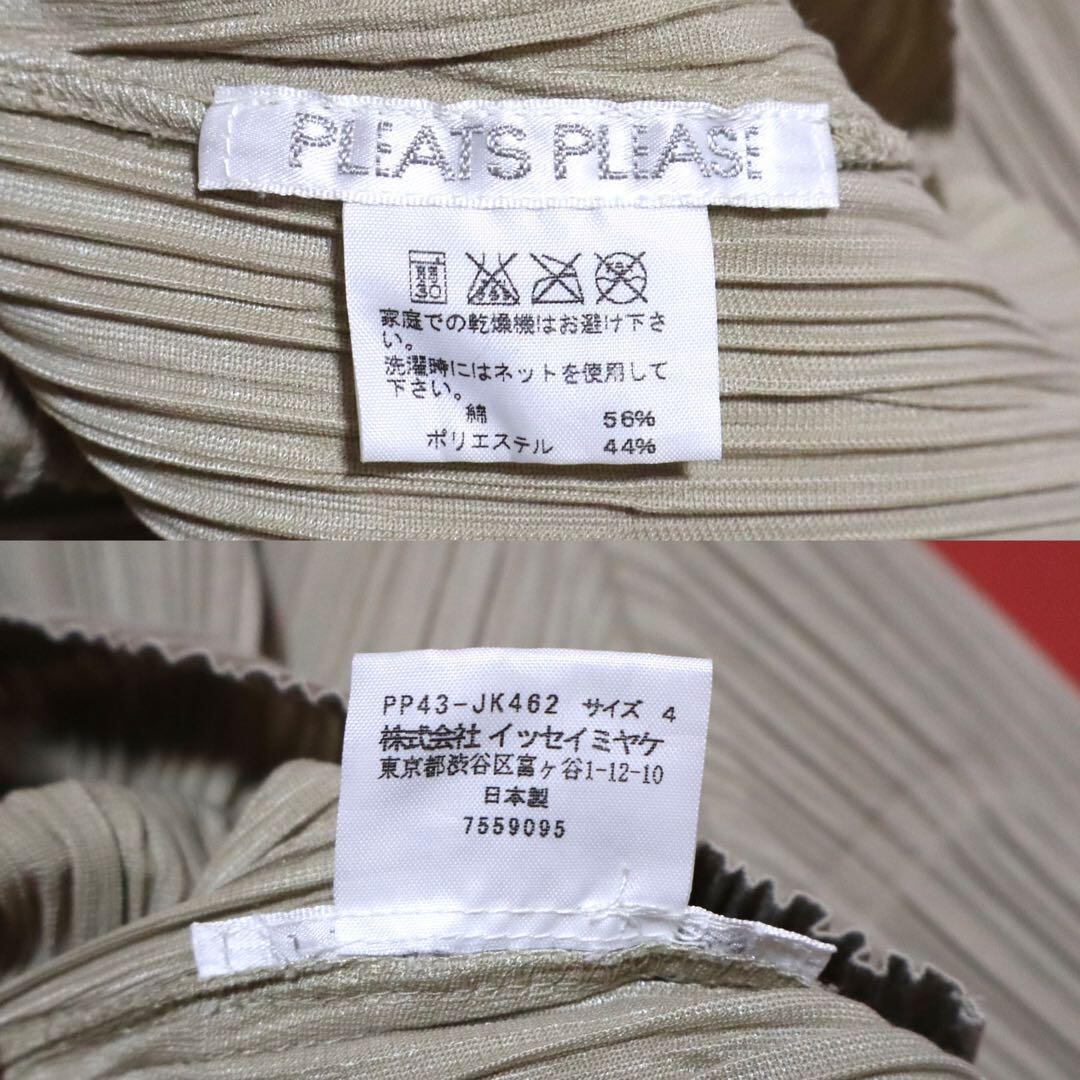 PLEATS PLEASE
30
家庭での乾燥機はお避け下さ
い。
洗濯時にはネットを使用して
下さい。
綿 56%
ポリエステル 44%
PP43-JK462 サイズ 4
株式会社 イッセイミヤケ
東京都渋谷区富ヶ谷1-12-10
日本製
7559095